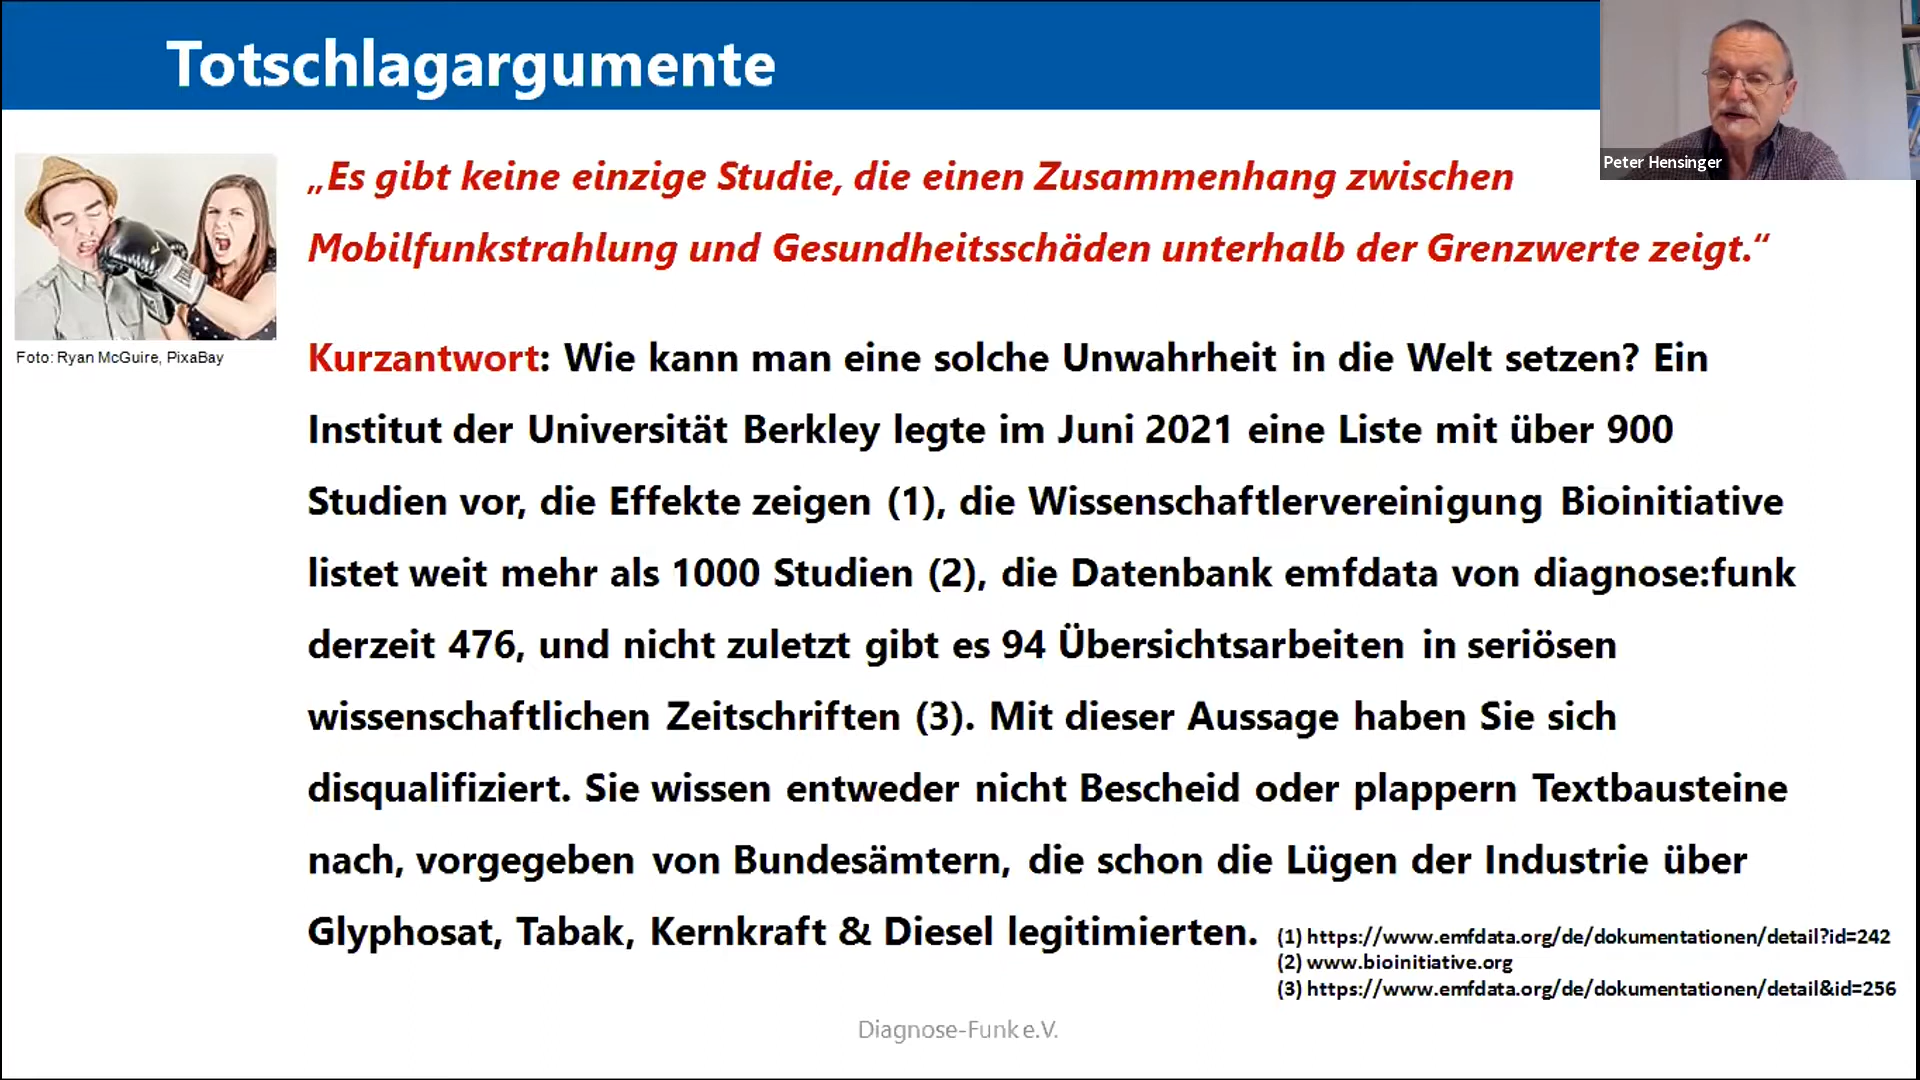 Totschlagargumente
Peter Hensinger
„Es gibt keine einzige Studie, die einen Zusammenhang zwischen
Mobilfunkstrahlung und Gesundheitsschäden unterhalb der Grenzwerte zeigt.“
Foto: Ryan McGuire, PixaBay
Kurzantwort: Wie kann man eine solche Unwahrheit in die Welt setzen? Ein
Institut der Universität Berkley legte im Juni 2021 eine Liste mit über 900
Studien vor, die Effekte zeigen (1), die Wissenschaftlervereinigung Bioinitiative
listet weit mehr als 1000 Studien (2), die Datenbank emfdata von diagnose:funk
derzeit 476, und nicht zuletzt gibt es 94 Übersichtsarbeiten in seriösen
wissenschaftlichen Zeitschriften (3). Mit dieser Aussage haben Sie sich
disqualifiziert. Sie wissen entweder nicht Bescheid oder plappern Textbausteine
nach, vorgegeben von Bundesämtern, die schon die Lügen der Industrie über
Glyphosat, Tabak, Kernkraft & Diesel legitimierten.
(1) https://www.emfdata.org/de/dokumentationen/detail?id=242
(2) www.bioinitiative.org
(3) https://www.emfdata.org/de/dokumentationen/detail&id=256
Diagnose-Funk e.V.